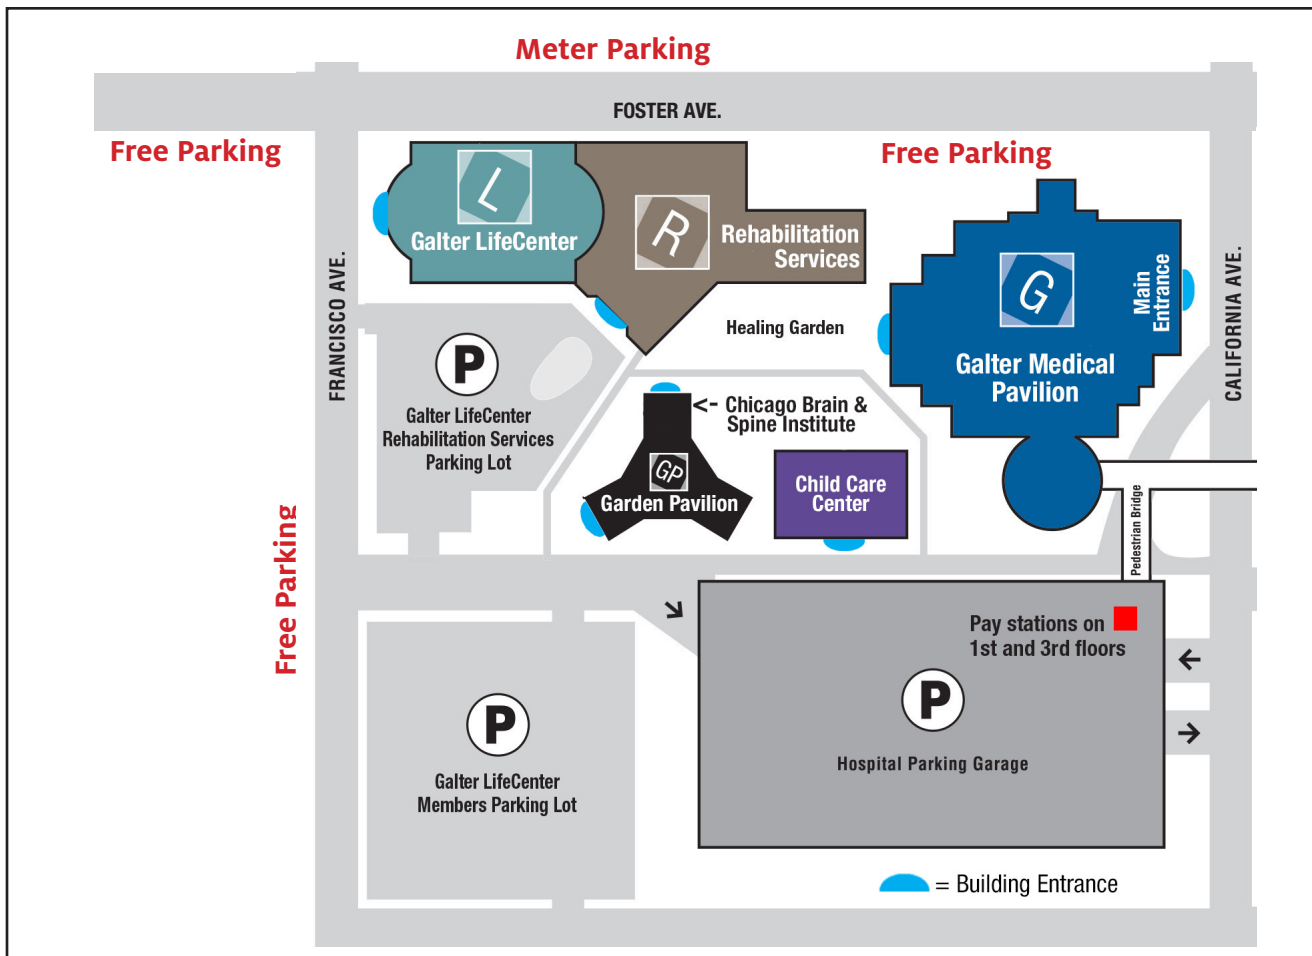 Meter Parking
FOSTER AVE.
Free Parking
Free Parking
L
Galter LifeCenter
R
Rehabilitation
Services
G
Main
Entrance
Galter Medical
Pavilion
FRANCISCO AVE.
CALIFORNIA AVE.
Healing Garden
P
Galter LifeCenter
Rehabilitation Services
Parking Lot
<- Chicago Brain &
Spine Institute
GP
Garden Pavilion
Child Care
Center
Pedestrian Bridge
Free Parking
Pay stations on
1st and 3rd floors
P
Hospital Parking Garage
P
Galter LifeCenter
Members Parking Lot
= Building Entrance